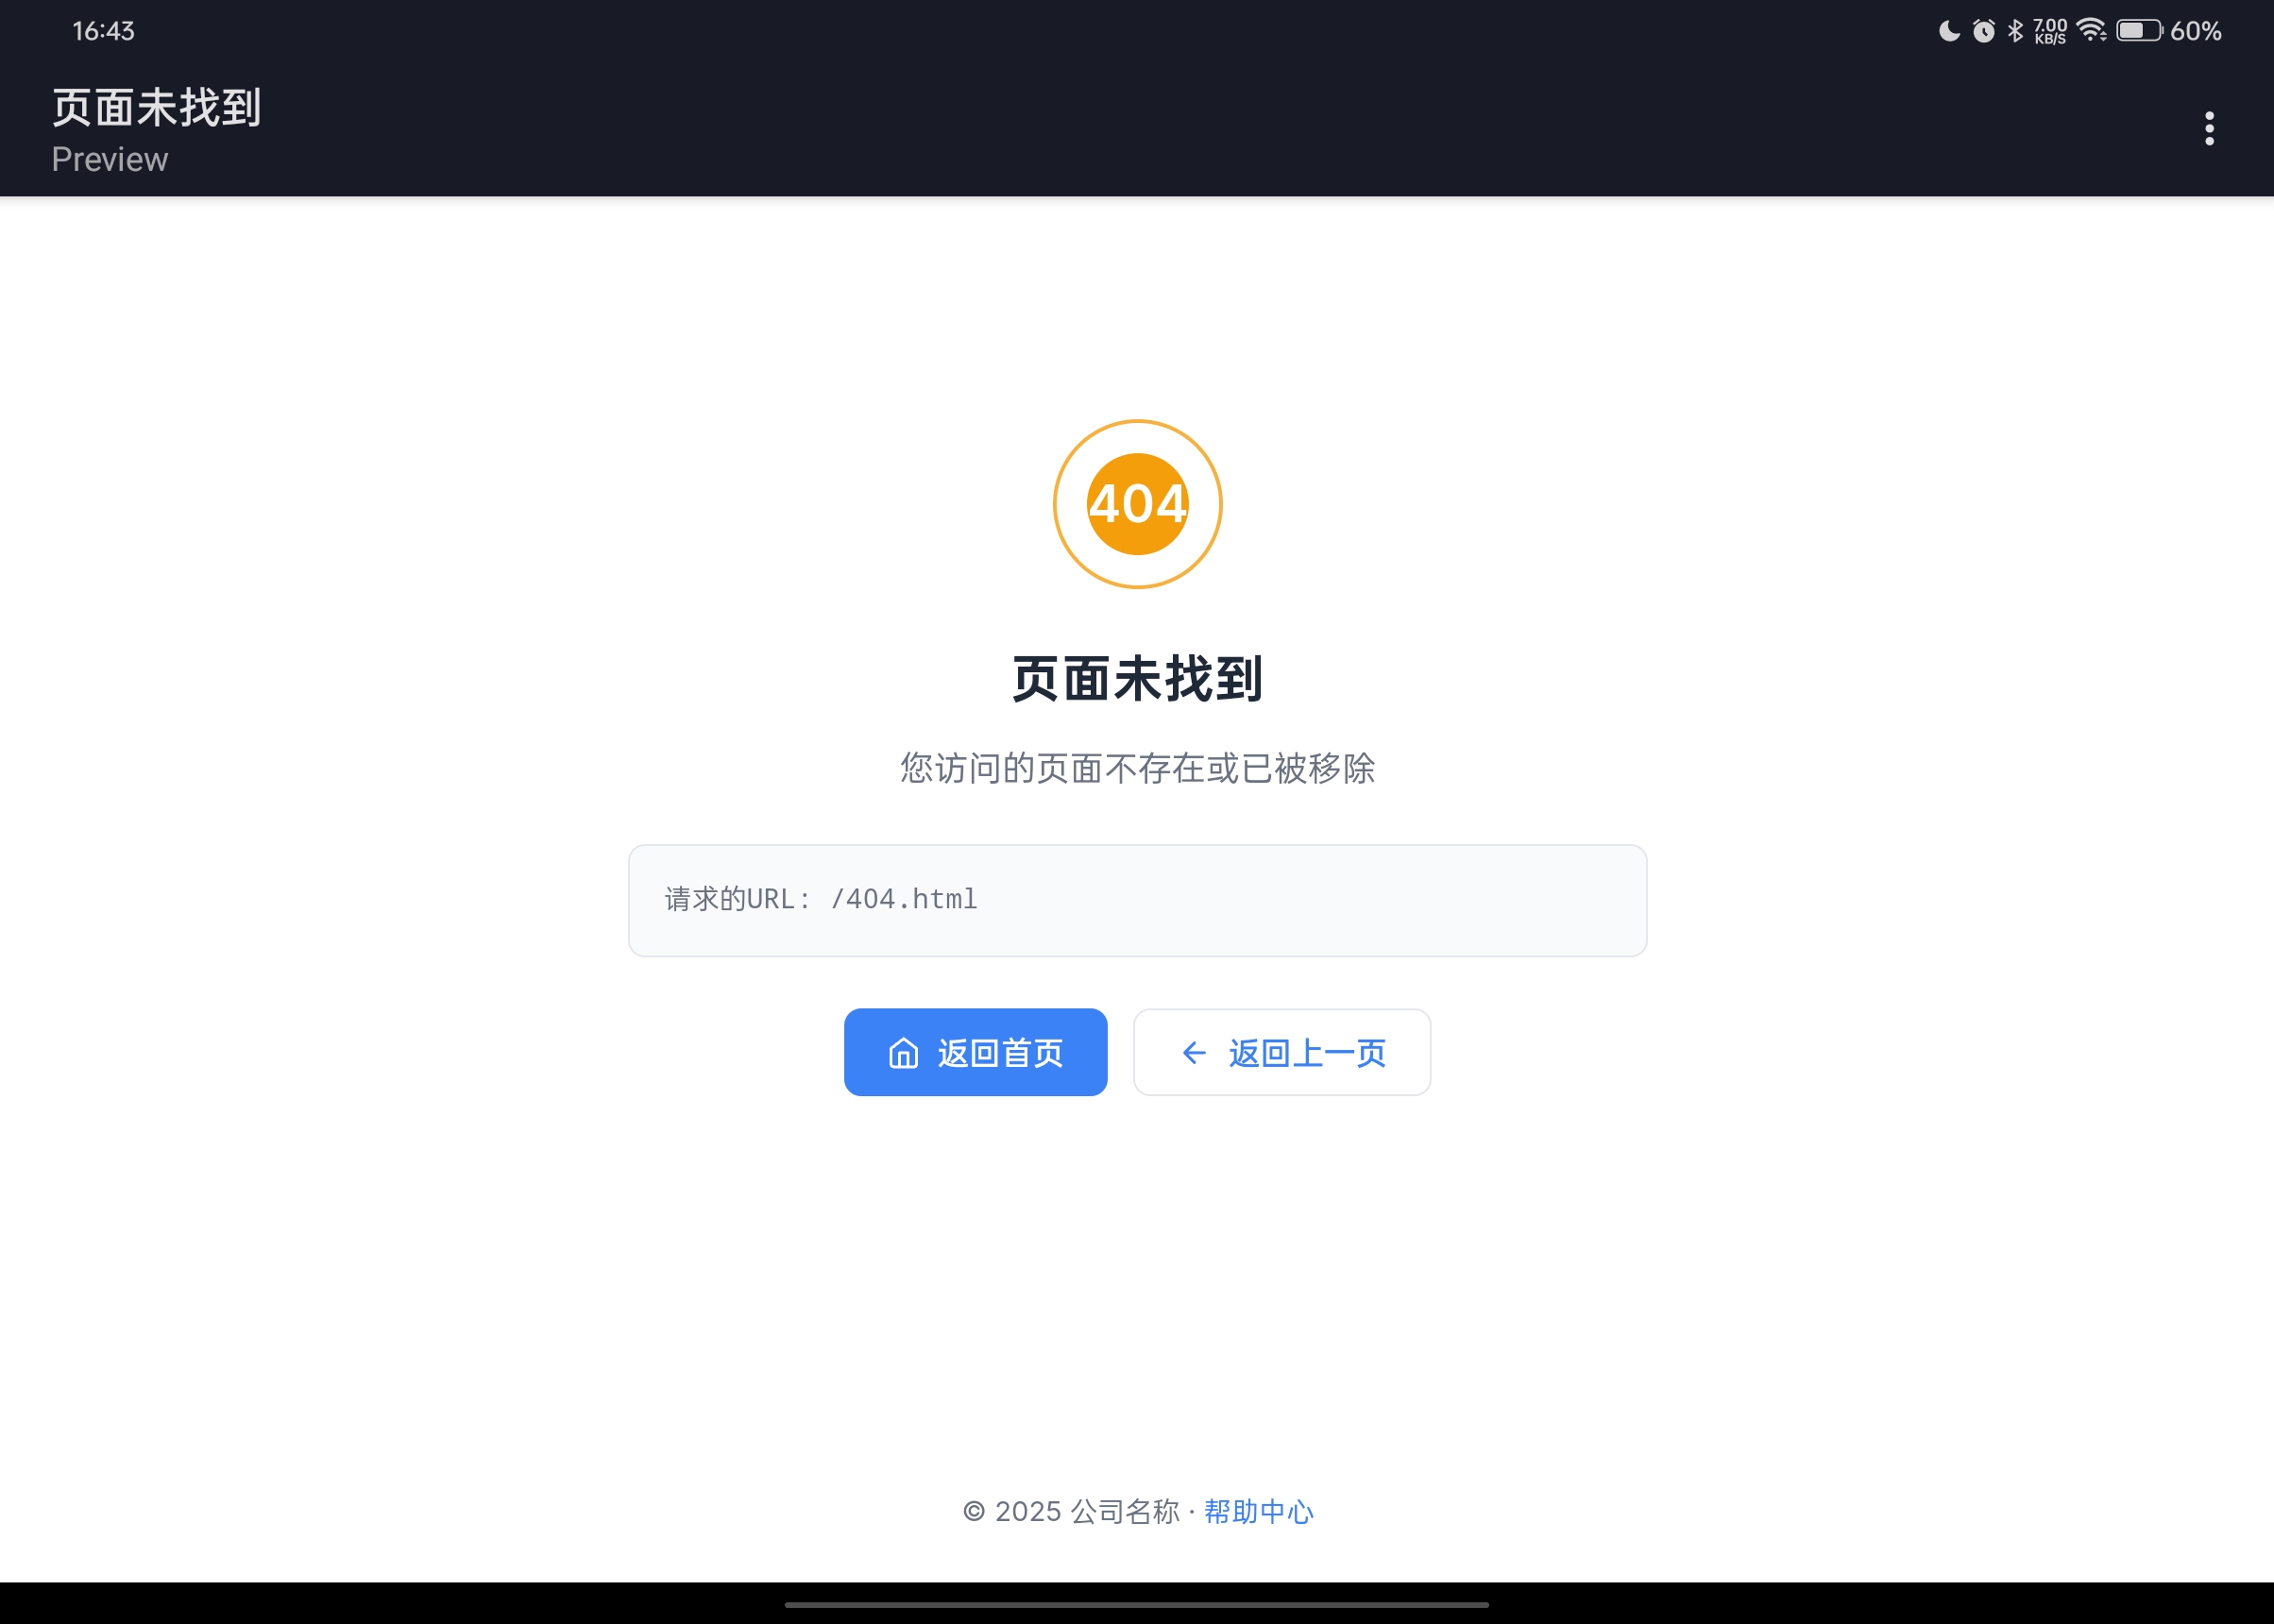 16:43
7.00
KB/S
60%
页面未找到
Preview
404
页面未找到
您访问的页面不存在或已被移除
请求的URL: /404.html
返回首页
返回上一页
© 2025 公司名称 · 帮助中心